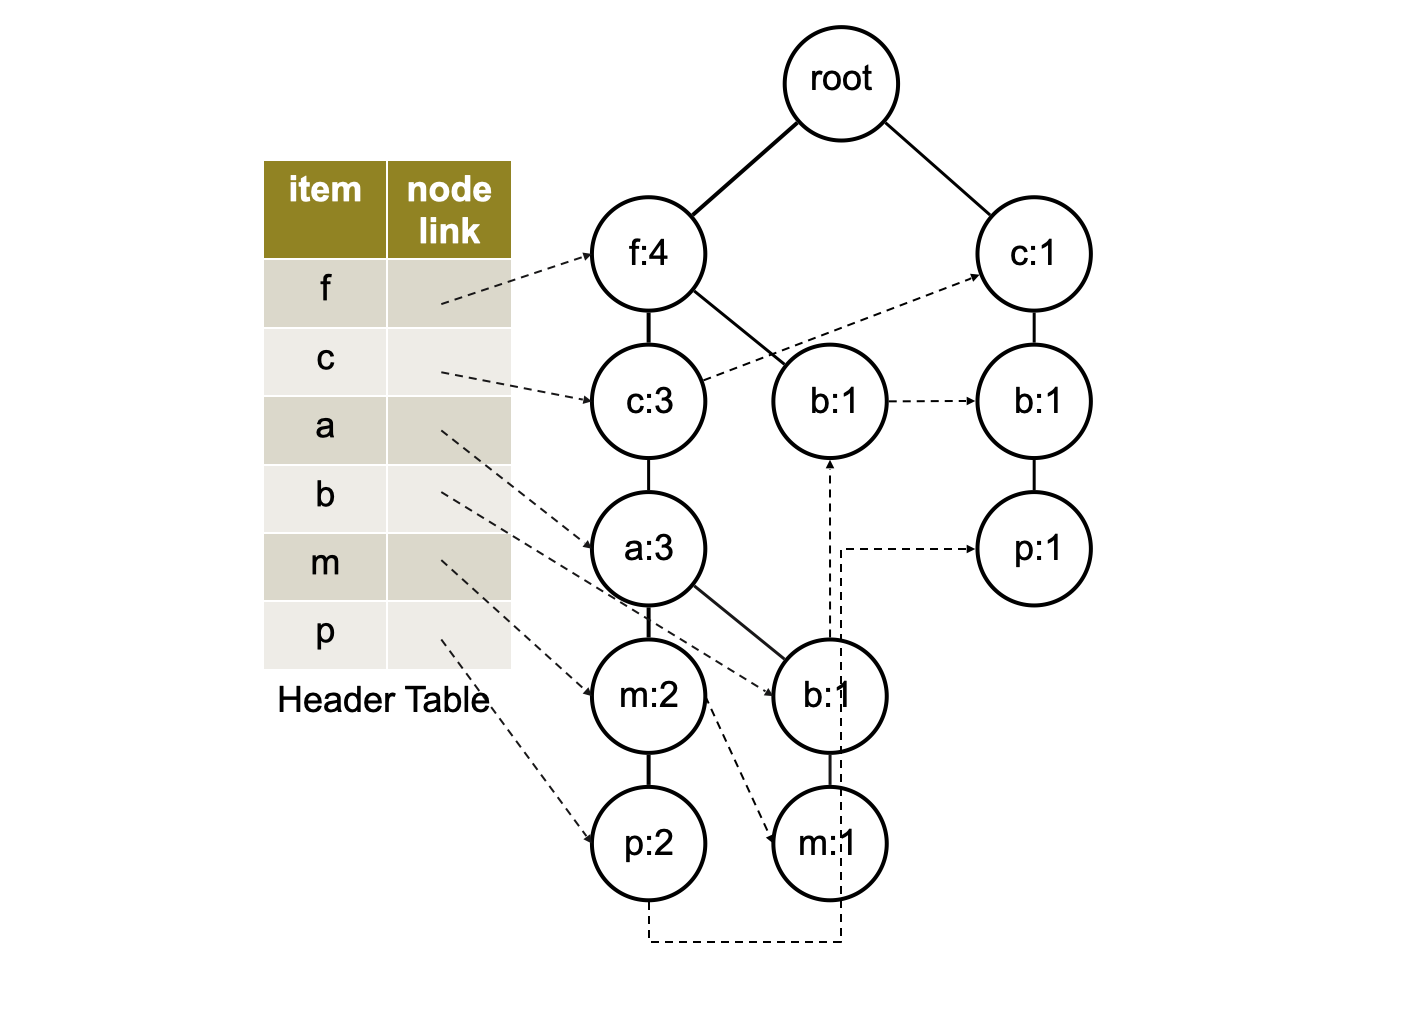 root
item
node
link
f
c
a
b
m
p
Header Table
f:4
c:1
c:3
b:1
b:1
a:3
p:1
m:2
b:1
p:2
m:1